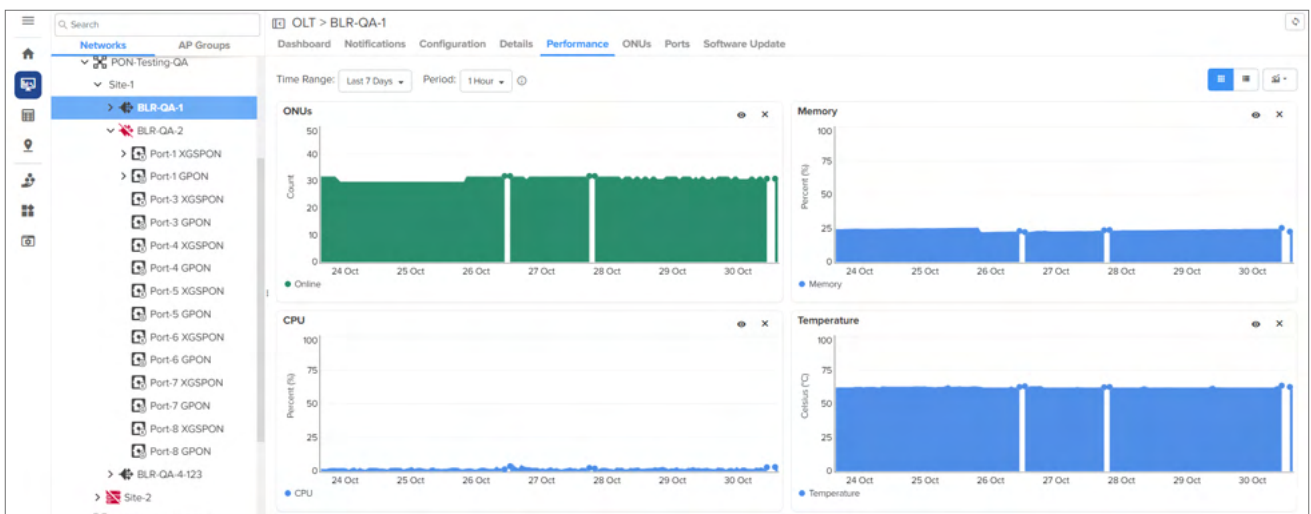 Search
Networks
AP Groups
PON-Testing-QA
Site-1
BLR-QA-1
BLR-QA-2
Port-1 XGSPON
Port-1 GPON
Port-3 XGSPON
Port-3 GPON
Port-4 XGSPON
Port-4 GPON
Port-5 XGSPON
Port-5 GPON
Port-6 XGSPON
Port-6 GPON
Port-7 XGSPON
Port-7 GPON
Port-8 XGSPON
Port-8 GPON
BLR-QA-4-123
Site-2
OLT > BLR-QA-1
Dashboard Notifications Configuration Details Performance ONUs Ports Software Update
Time Range: Last 7 Days Period: 1 Hour
ONUs
Count
50
40
30
20
10
0
24 Oct 25 Oct 26 Oct 27 Oct 28 Oct 29 Oct 30 Oct
Online
Memory
Percent (%)
100
75
50
25
0
24 Oct 25 Oct 26 Oct 27 Oct 28 Oct 29 Oct 30 Oct
Memory
CPU
Percent (%)
100
75
50
25
0
24 Oct 25 Oct 26 Oct 27 Oct 28 Oct 29 Oct 30 Oct
CPU
Temperature
Celsius (°C)
100
75
50
25
0
24 Oct 25 Oct 26 Oct 27 Oct 28 Oct 29 Oct 30 Oct
Temperature